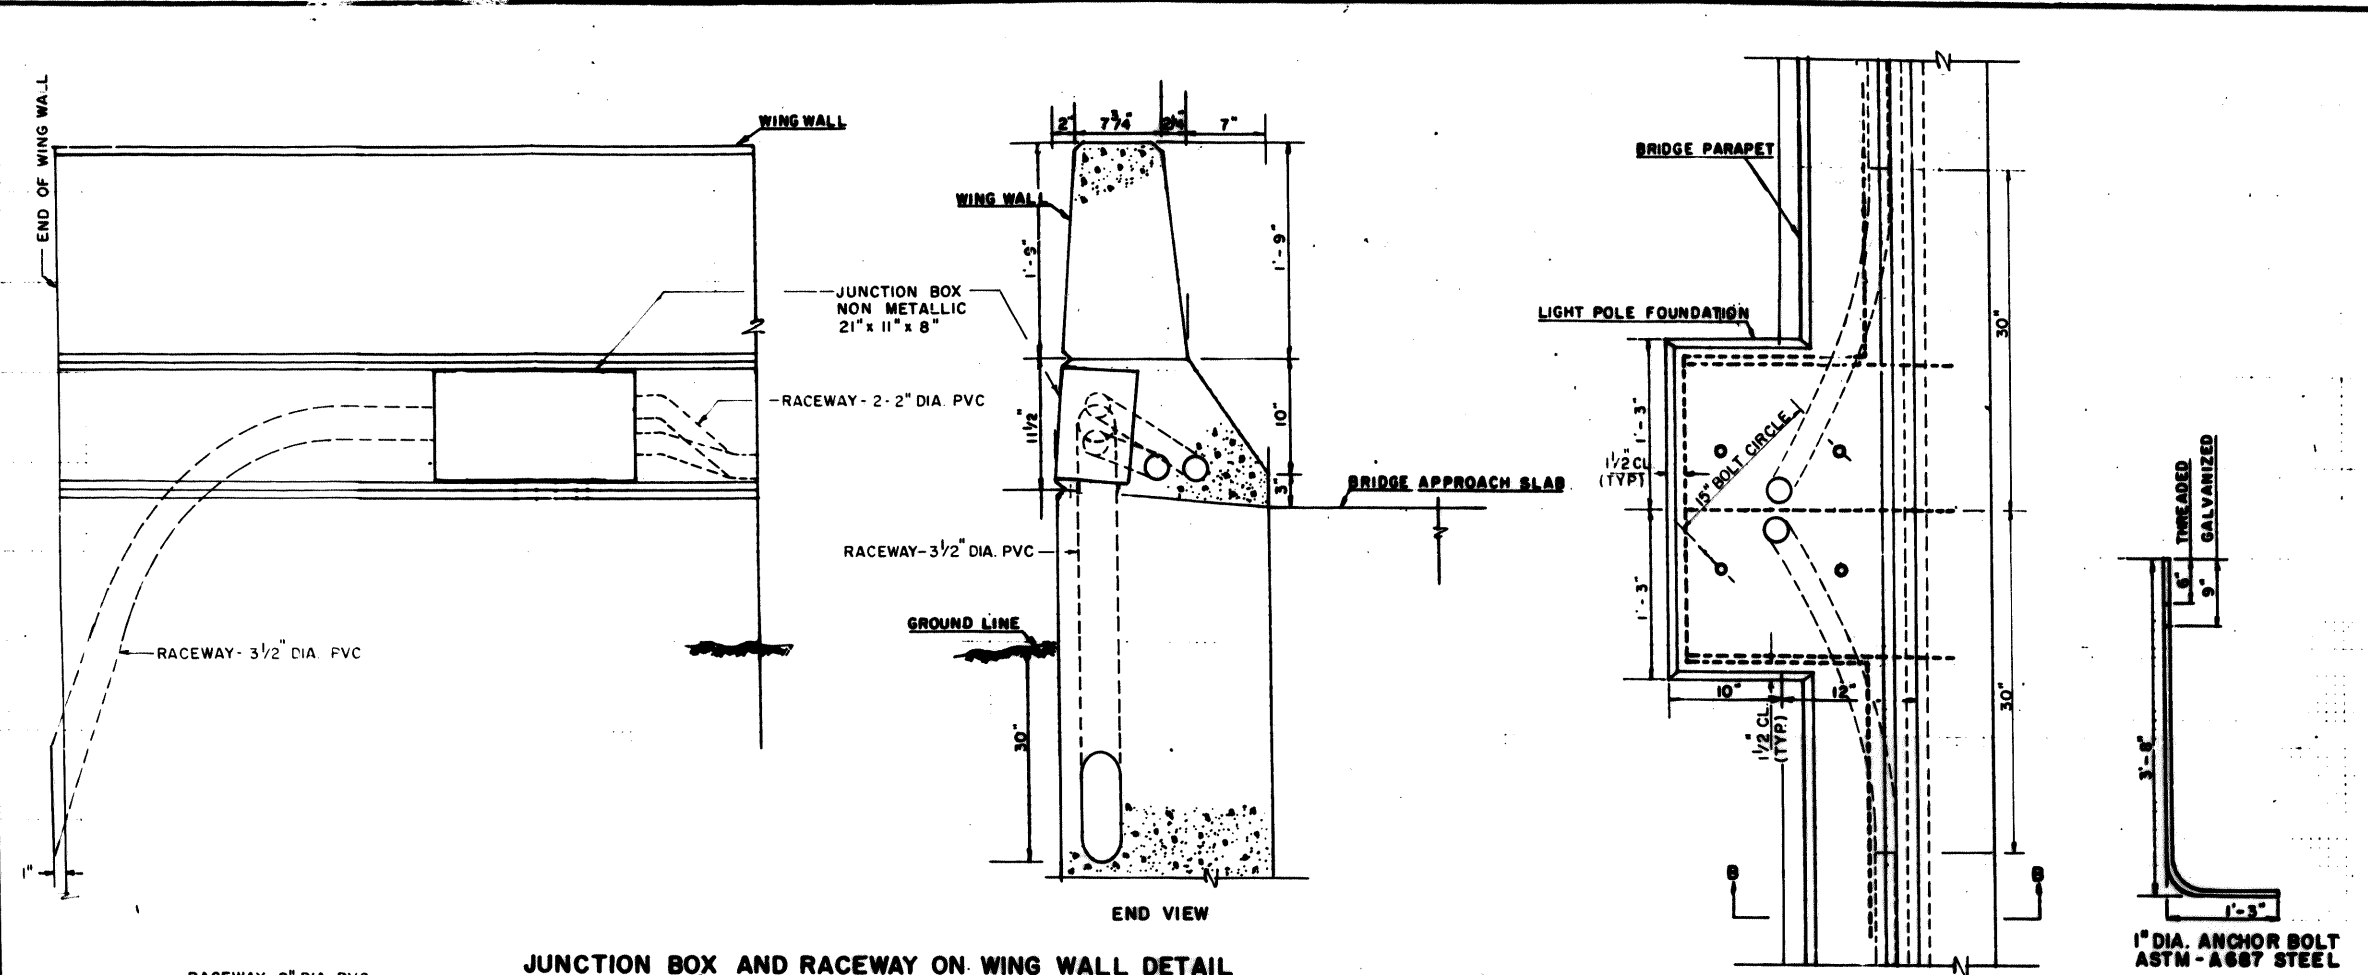 END OF WING WALL
WING WALL
JUNCTION BOX
NON METALLIC
21" x 11" x 8"
RACEWAY - 2-2" DIA. PVC
RACEWAY - 3 1/2" DIA. PVC
1"
2"
7 3/4"
2 1/4"
7"
WING WALL
1'-9"
1'-9"
11 1/2"
10"
3"
BRIDGE APPROACH SLAB
RACEWAY - 3 1/2" DIA. PVC
GROUND LINE
30"
END VIEW
JUNCTION BOX AND RACEWAY ON WING WALL DETAIL
RACEWAY - 2" DIA. PVC
BRIDGE PARAPET
LIGHT POLE FOUNDATION
30"
1'-3"
1 1/2" CL.
(TYP)
15" BOLT CIRCLE
1'-3"
10"
12"
1 1/2" CL.
(TYP.)
30"
B
B
THREADED
GALVANIZED
6"
9"
3'-8"
1'-3"
1" DIA. ANCHOR BOLT
ASTM - A687 STEEL